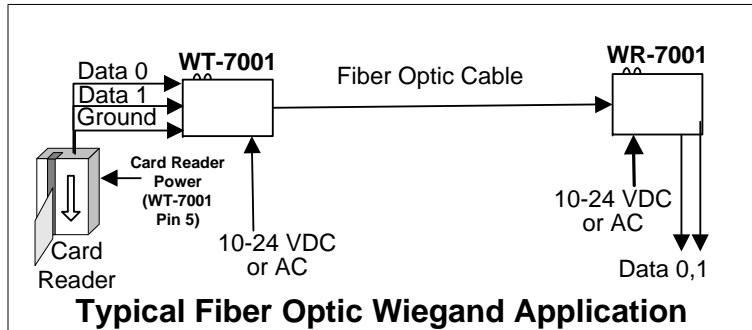 WT-7001
WR-7001
Data 0
Data 1
Ground
Fiber Optic Cable
Card Reader
Power
(WT-7001
Pin 5)
Card
Reader
10-24 VDC
or AC
10-24 VDC
or AC
Data 0,1
Typical Fiber Optic Wiegand Application